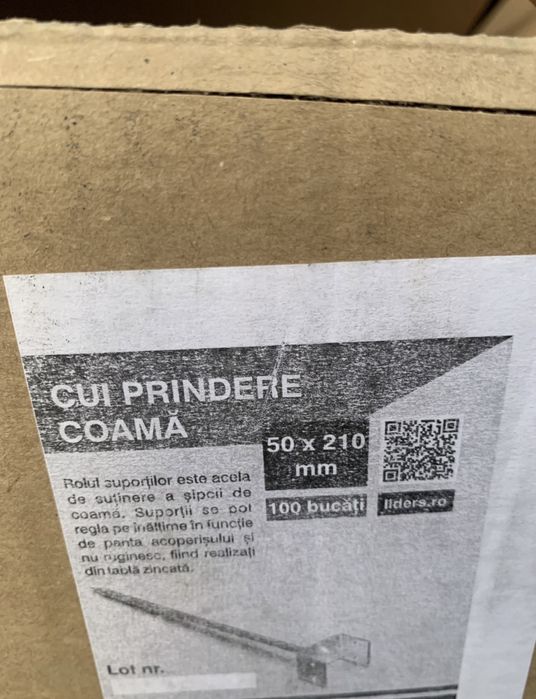 CUI PRINDERE
COAMĂ
50 x 210
mm
100 bucăți
liders.ro
Rolul suporților este acela
de susținere a șipcii de
coamă. Suporții se pot
regla pe înălțime în funcție
de panta acoperișului și
nu ruginesc, fiind realizați
din tablă zincată.
Lot nr.